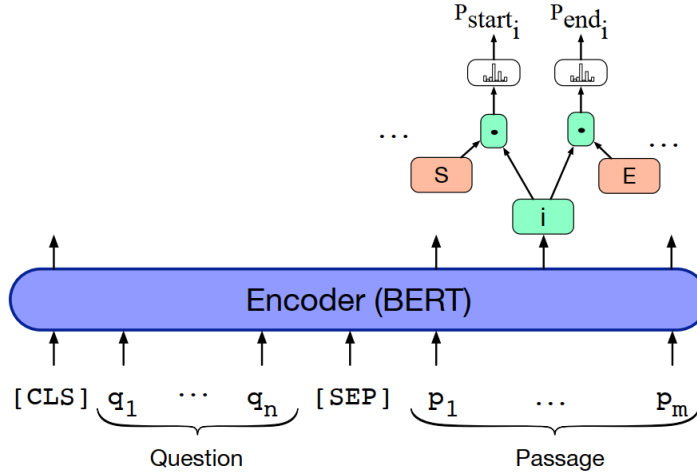 P_start_i P_end_i
... ...
S E
i
Encoder (BERT)
[CLS] q_1 ... q_n [SEP] p_1 ... p_m
Question Passage